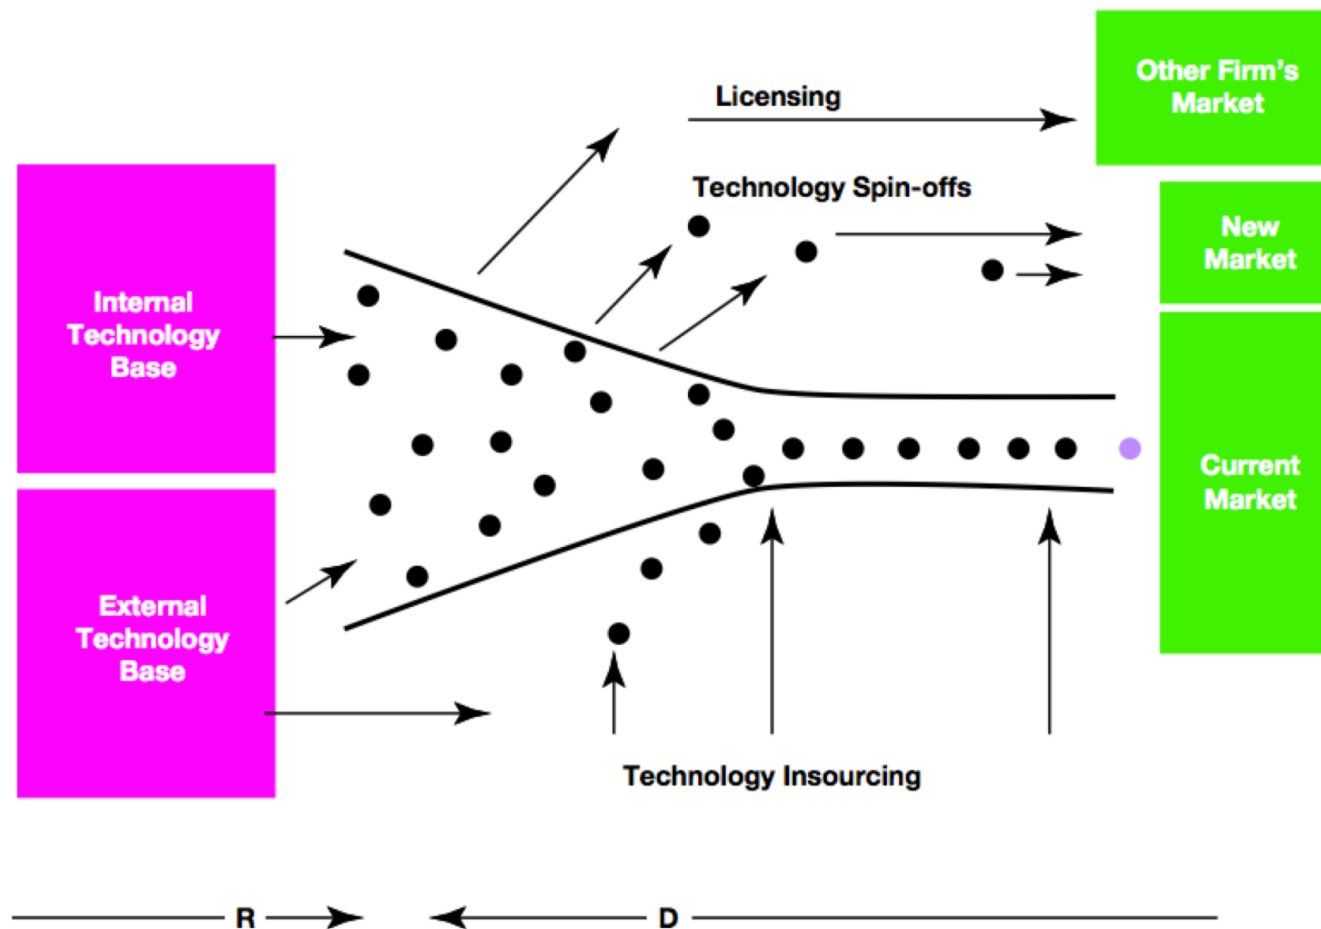 Other Firm's
Market
Licensing
Technology Spin-offs
New
Market
Internal
Technology
Base
Current
Market
External
Technology
Base
Technology Insourcing
R
D